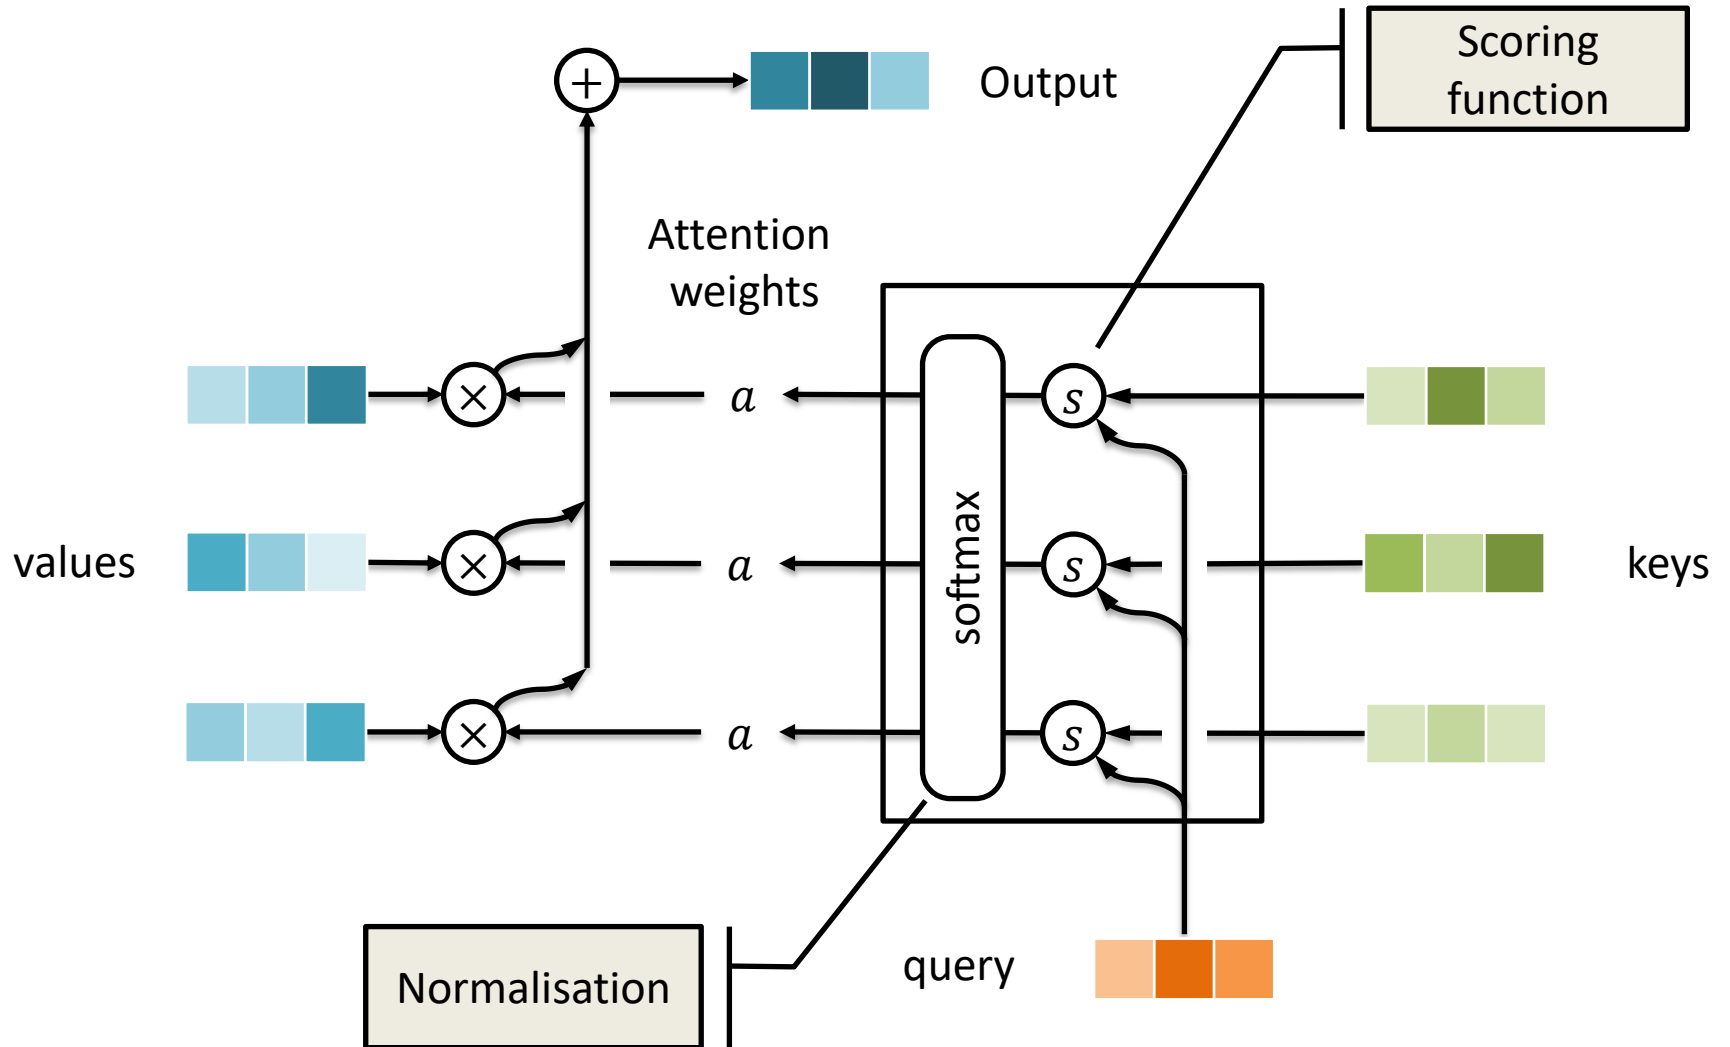 Scoring
function
+
Output
Attention
weights
× a s
softmax
values
× a s
keys
× a s
query
Normalisation